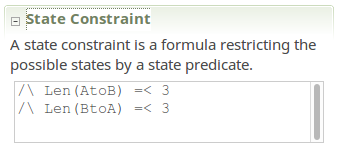 State Constraint
A state constraint is a formula restricting the
possible states by a state predicate.
/\ Len(AtoB) =< 3
/\ Len(BtoA) =< 3